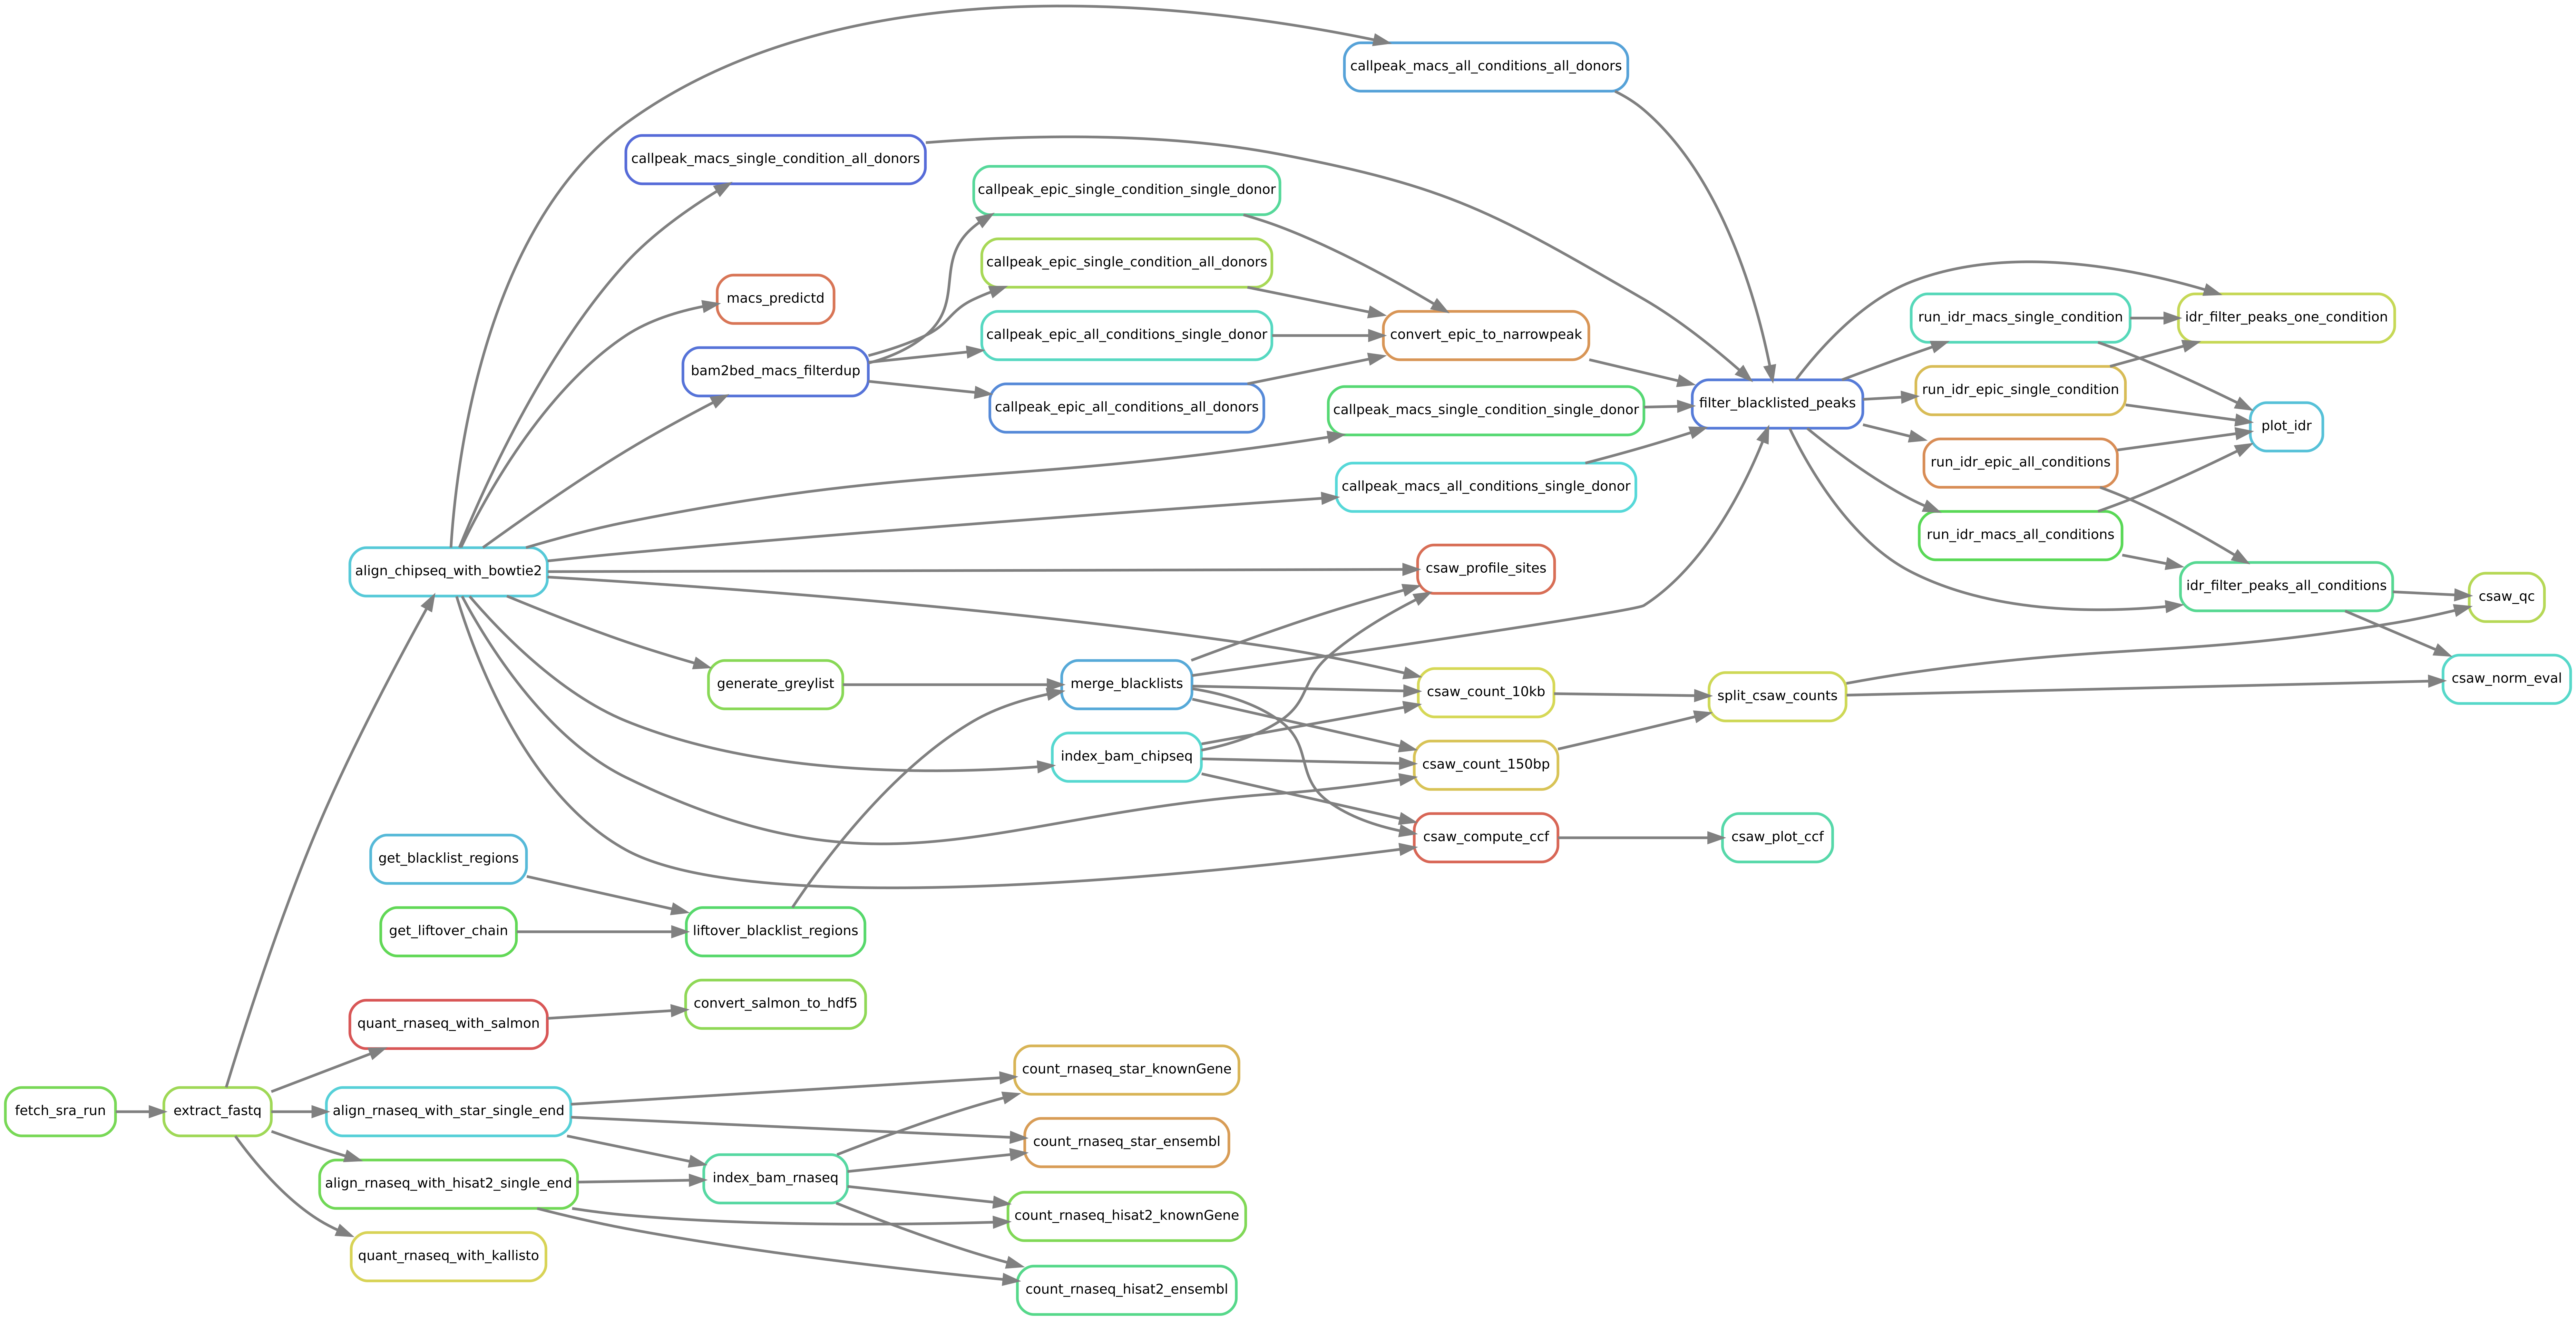 callpeak_macs_all_conditions_all_donors
callpeak_macs_single_condition_all_donors
callpeak_epic_single_condition_single_donor
callpeak_epic_single_condition_all_donors
macs_predictd
callpeak_epic_all_conditions_single_donor
convert_epic_to_narrowpeak
bam2bed_macs_filterdup
callpeak_epic_all_conditions_all_donors
callpeak_macs_single_condition_single_donor
filter_blacklisted_peaks
run_idr_macs_single_condition
idr_filter_peaks_one_condition
run_idr_epic_single_condition
plot_idr
run_idr_epic_all_conditions
callpeak_macs_all_conditions_single_donor
run_idr_macs_all_conditions
align_chipseq_with_bowtie2
csaw_profile_sites
idr_filter_peaks_all_conditions
csaw_qc
generate_greylist
merge_blacklists
csaw_count_10kb
split_csaw_counts
csaw_norm_eval
index_bam_chipseq
csaw_count_150bp
csaw_compute_ccf
csaw_plot_ccf
get_blacklist_regions
get_liftover_chain
liftover_blacklist_regions
convert_salmon_to_hdf5
quant_rnaseq_with_salmon
count_rnaseq_star_knownGene
fetch_sra_run
extract_fastq
align_rnaseq_with_star_single_end
count_rnaseq_star_ensembl
align_rnaseq_with_hisat2_single_end
index_bam_rnaseq
count_rnaseq_hisat2_knownGene
quant_rnaseq_with_kallisto
count_rnaseq_hisat2_ensembl